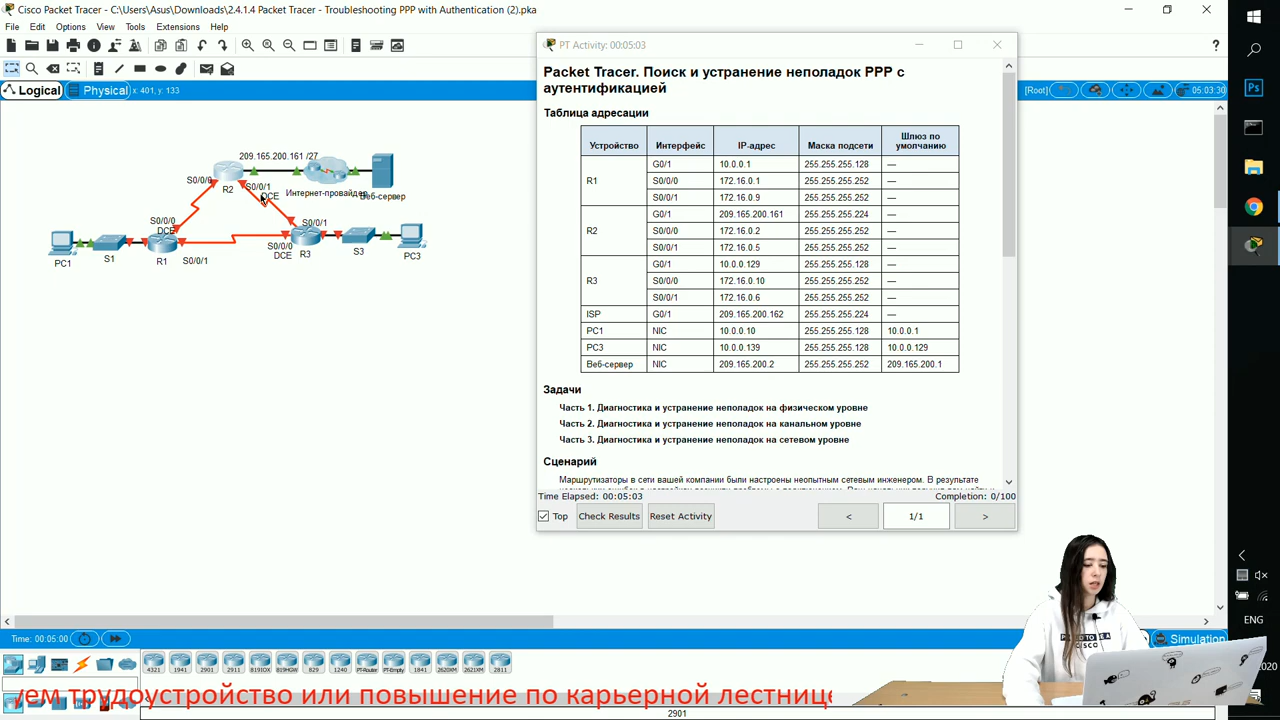 Cisco Packet Tracer - C:\Users\Asus\Downloads\2.4.1.4 Packet Tracer - Troubleshooting PPP with Authentication (2).pka
File Edit Options View Tools Extensions Help
Logical Physical x: 401, y: 133
[Root] 05:03:30
209.165.200.161 /27
S0/0/0
R2
S0/0/1
DCE
Интернет-провайдер
Веб-сервер
S0/0/0
DCE
S0/0/1
PC1
S1
R1
S0/0/1
S0/0/0
DCE
R3
S3
PC3
PT Activity: 00:05:03
Packet Tracer. Поиск и устранение неполадок PPP с
аутентификацией
Таблица адресации
Устройство Интерфейс IP-адрес Маска подсети Шлюз по умолчанию
R1
G0/1 10.0.0.1 255.255.255.128 —
S0/0/0 172.16.0.1 255.255.255.252 —
S0/0/1 172.16.0.9 255.255.255.252 —
R2
G0/1 209.165.200.161 255.255.255.224 —
S0/0/0 172.16.0.2 255.255.255.252 —
S0/0/1 172.16.0.5 255.255.255.252 —
R3
G0/1 10.0.0.129 255.255.255.128 —
S0/0/0 172.16.0.10 255.255.255.252 —
S0/0/1 172.16.0.6 255.255.255.252 —
ISP G0/1 209.165.200.162 255.255.255.224 —
PC1 NIC 10.0.0.10 255.255.255.128 10.0.0.1
PC3 NIC 10.0.0.139 255.255.255.128 10.0.0.129
Веб-сервер NIC 209.165.200.2 255.255.255.252 209.165.200.1
Задачи
Часть 1. Диагностика и устранение неполадок на физическом уровне
Часть 2. Диагностика и устранение неполадок на канальном уровне
Часть 3. Диагностика и устранение неполадок на сетевом уровне
Сценарий
Маршрутизаторы в сети вашей компании были настроены неопытным сетевым инженером. В результате
Time Elapsed: 00:05:03 Completion: 0/100
Top Check Results Reset Activity < 1/1 >
Time: 00:05:00
Simulation
4321 1941 2901 2911 819IOX 819HGW 829 1240 PT-Router PT-Empty 1841 2620XM 2621XM 2811
уем трудоустройство или повышение по карьерной лестнице
2901
CISCO
ENG